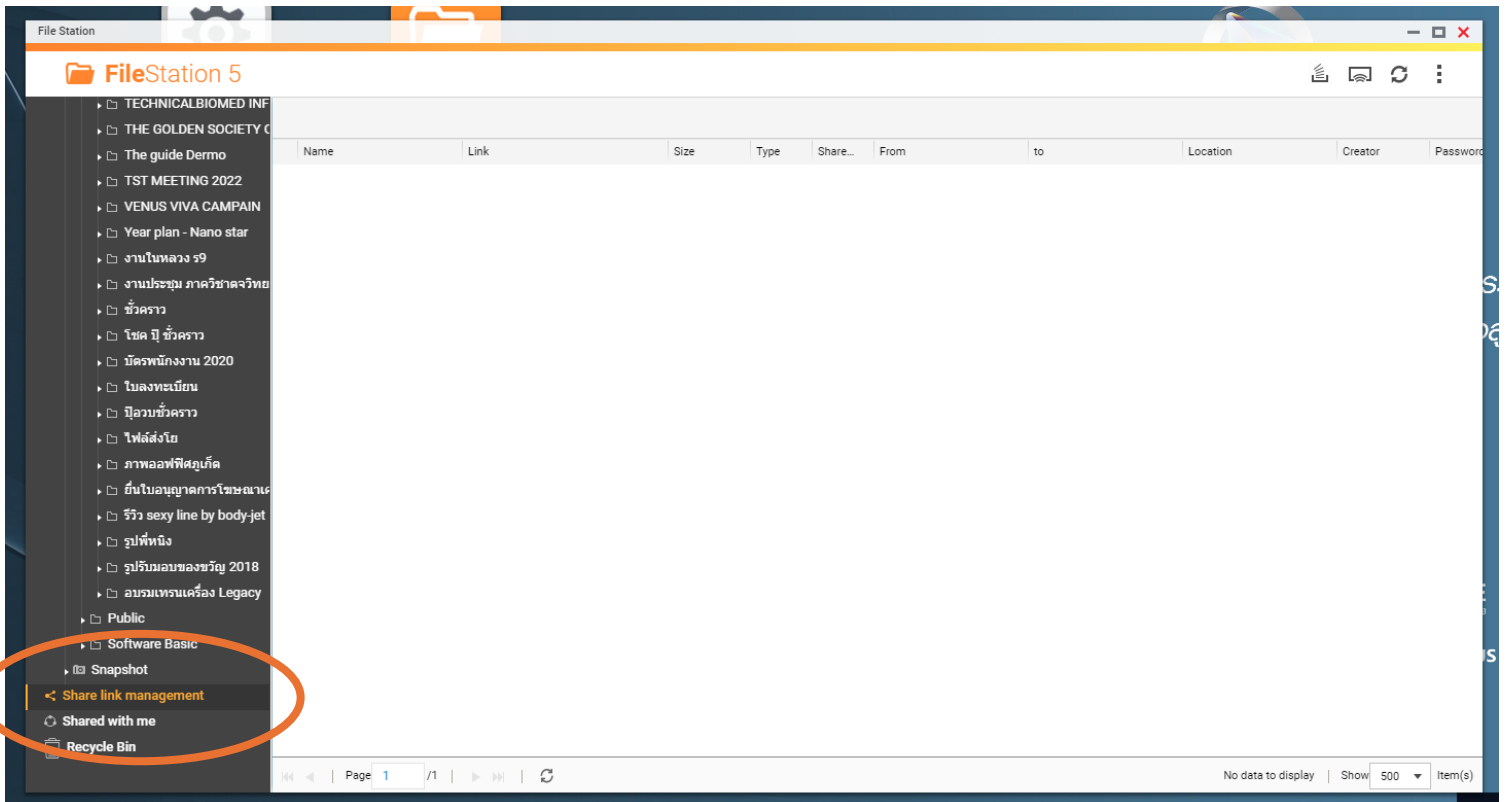 File Station
FileStation 5
TECHNICALBIOMED INF
THE GOLDEN SOCIETY
The guide Dermo
TST MEETING 2022
VENUS VIVA CAMPAIN
Year plan - Nano star
งานในหลวง ร9
งานประชุม ภาควิชาตจวิทย
ชั่วคราว
โชค ปุ๊ ชั่วคราว
บัตรพนักงงาน 2020
ใบลงทะเบียน
ปุ๊อวบชั่วคราว
ไฟล์ส่งโย
ภาพออฟฟิศภูเก็ต
ยื่นใบอนุญาตการโฆษณาเค
รีวิว sexy line by body-jet
รูปพี่หนิง
รูปรับมอบของขวัญ 2018
อบรมเทรนเครื่อง Legacy
Public
Software Basic
Snapshot
Share link management
Shared with me
Recycle Bin
Name Link Size Type Share... From to Location Creator Password
Page 1 /1 No data to display Show 500 Item(s)